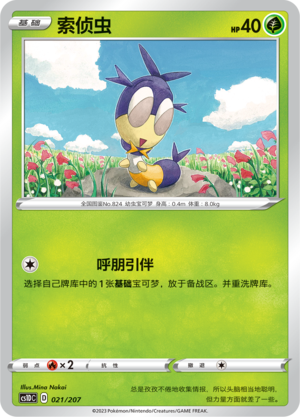 基础
索侦虫
HP 40
全国图鉴No.824 幼虫宝可梦 身高:0.4m 体重:8.0kg
呼朋引伴
选择自己牌库中的1张基础宝可梦,放于备战区。并重洗牌库。
弱点 ×2 抗性 撤退
Illus.Mina Nakai
CS1DC D 021/207
总是孜孜不倦地收集情报,所以头脑聪明,
但力量方面就差了一些。
©2023 Pokémon/Nintendo/Creatures/GAME FREAK.